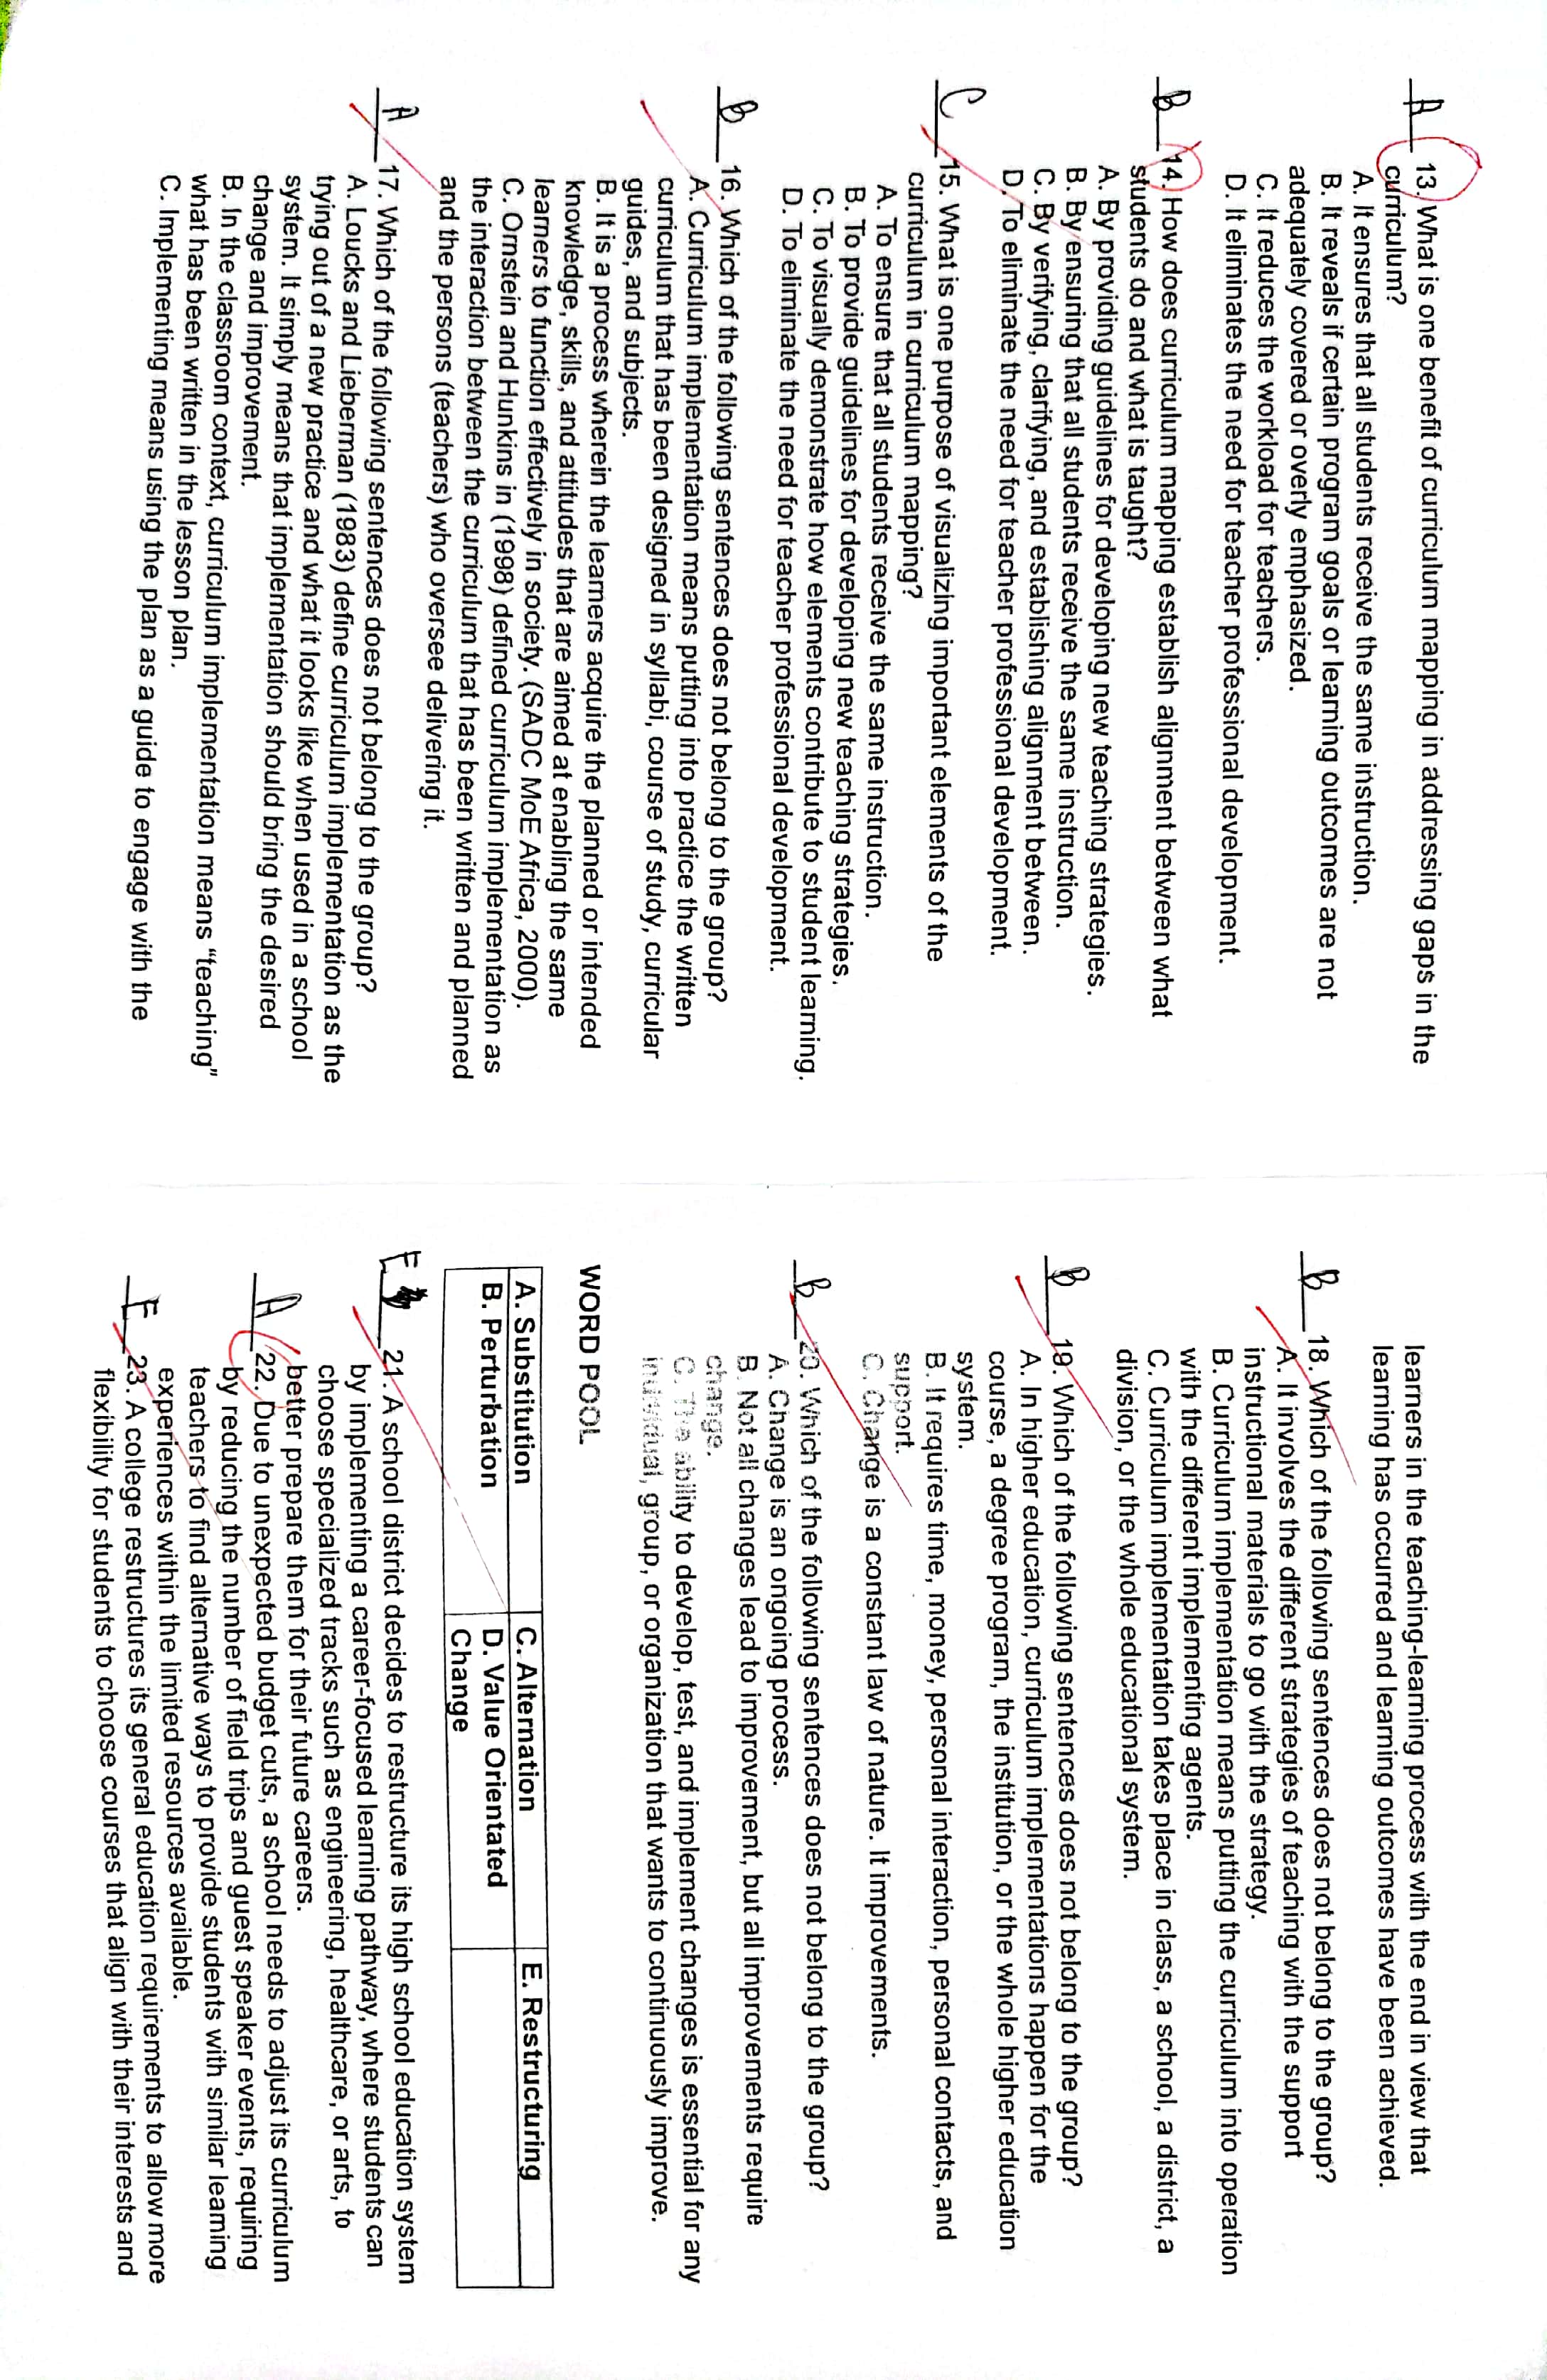 A 13. What is one benefit of curriculum mapping in addressing gaps in the
curriculum?
A. It ensures that all students receive the same instruction.
B. It reveals if certain program goals or learning outcomes are not
adequately covered or overly emphasized.
C. It reduces the workload for teachers.
D. It eliminates the need for teacher professional development.
B 14. How does curriculum mapping establish alignment between what
students do and what is taught?
A. By providing guidelines for developing new teaching strategies.
B. By ensuring that all students receive the same instruction.
C. By verifying, clarifying, and establishing alignment between.
D. To eliminate the need for teacher professional development.
C 15. What is one purpose of visualizing important elements of the
curriculum in curriculum mapping?
A. To ensure that all students receive the same instruction.
B. To provide guidelines for developing new teaching strategies.
C. To visually demonstrate how elements contribute to student learning.
D. To eliminate the need for teacher professional development.
B 16. Which of the following sentences does not belong to the group?
A. Curriculum implementation means putting into practice the written
curriculum that has been designed in syllabi, course of study, curricular
guides, and subjects.
B. It is a process wherein the learners acquire the planned or intended
knowledge, skills, and attitudes that are aimed at enabling the same
learners to function effectively in society. (SADC MoE Africa, 2000).
C. Ornstein and Hunkins in (1998) defined curriculum implementation as
the interaction between the curriculum that has been written and planned
and the persons (teachers) who oversee delivering it.
A 17. Which of the following sentences does not belong to the group?
A. Loucks and Lieberman (1983) define curriculum implementation as the
trying out of a new practice and what it looks like when used in a school
system. It simply means that implementation should bring the desired
change and improvement.
B. In the classroom context, curriculum implementation means "teaching"
what has been written in the lesson plan.
C. Implementing means using the plan as a guide to engage with the
learners in the teaching-learning process with the end in view that
learning has occurred and learning outcomes have been achieved.
B 18. Which of the following sentences does not belong to the group?
A. It involves the different strategies of teaching with the support
instructional materials to go with the strategy.
B. Curriculum implementation means putting the curriculum into operation
with the different implementing agents.
C. Curriculum implementation takes place in class, a school, a district, a
division, or the whole educational system.
B 19. Which of the following sentences does not belong to the group?
A. In higher education, curriculum implementations happen for the
course, a degree program, the institution, or the whole higher education
system.
B. It requires time, money, personal interaction, personal contacts, and
support.
C. Change is a constant law of nature. It improvements.
B 20. Which of the following sentences does not belong to the group?
A. Change is an ongoing process.
B. Not all changes lead to improvement, but all improvements require
change.
C. The ability to develop, test, and implement changes is essential for any
individual, group, or organization that wants to continuously improve.
WORD POOL
A. Substitution C. Alternation E. Restructuring
B. Perturbation D. Value Orientated
Change
E 21. A school district decides to restructure its high school education system
by implementing a career-focused learning pathway, where students can
choose specialized tracks such as engineering, healthcare, or arts, to
better prepare them for their future careers.
A 22. Due to unexpected budget cuts, a school needs to adjust its curriculum
by reducing the number of field trips and guest speaker events, requiring
teachers to find alternative ways to provide students with similar learning
experiences within the limited resources available.
E 23. A college restructures its general education requirements to allow more
flexibility for students to choose courses that align with their interests and